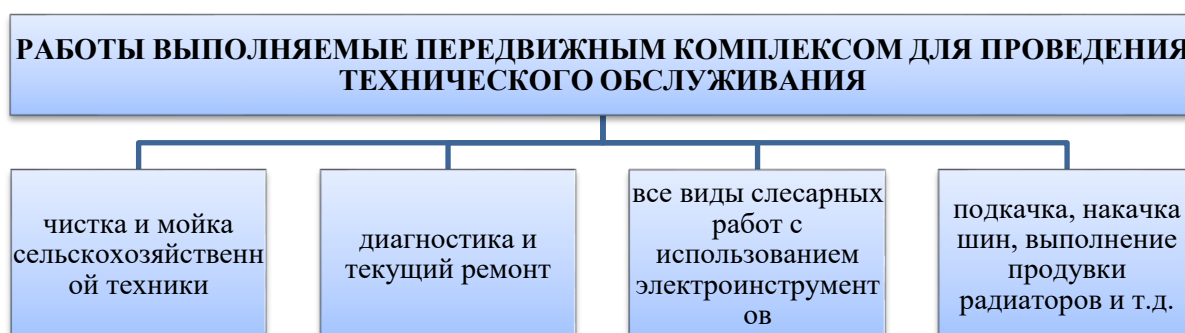 РАБОТЫ ВЫПОЛНЯЕМЫЕ ПЕРЕДВИЖНЫМ КОМПЛЕКСОМ ДЛЯ ПРОВЕДЕНИЯ
ТЕХНИЧЕСКОГО ОБСЛУЖИВАНИЯ
чистка и мойка
сельскохозяйственн
ой техники
диагностика и
текущий ремонт
все виды слесарных
работ с
использованием
электроинструмент
ов
подкачка, накачка
шин, выполнение
продувки
радиаторов и т.д.